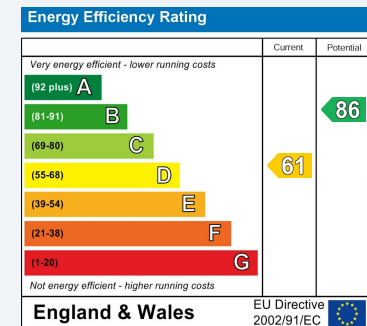 Energy Efficiency Rating
Current Potential
Very energy efficient - lower running costs
(92 plus) A
(81-91) B
86
(69-80) C
(55-68) D
61
(39-54) E
(21-38) F
(1-20) G
Not energy efficient - higher running costs
England & Wales
EU Directive
2002/91/EC